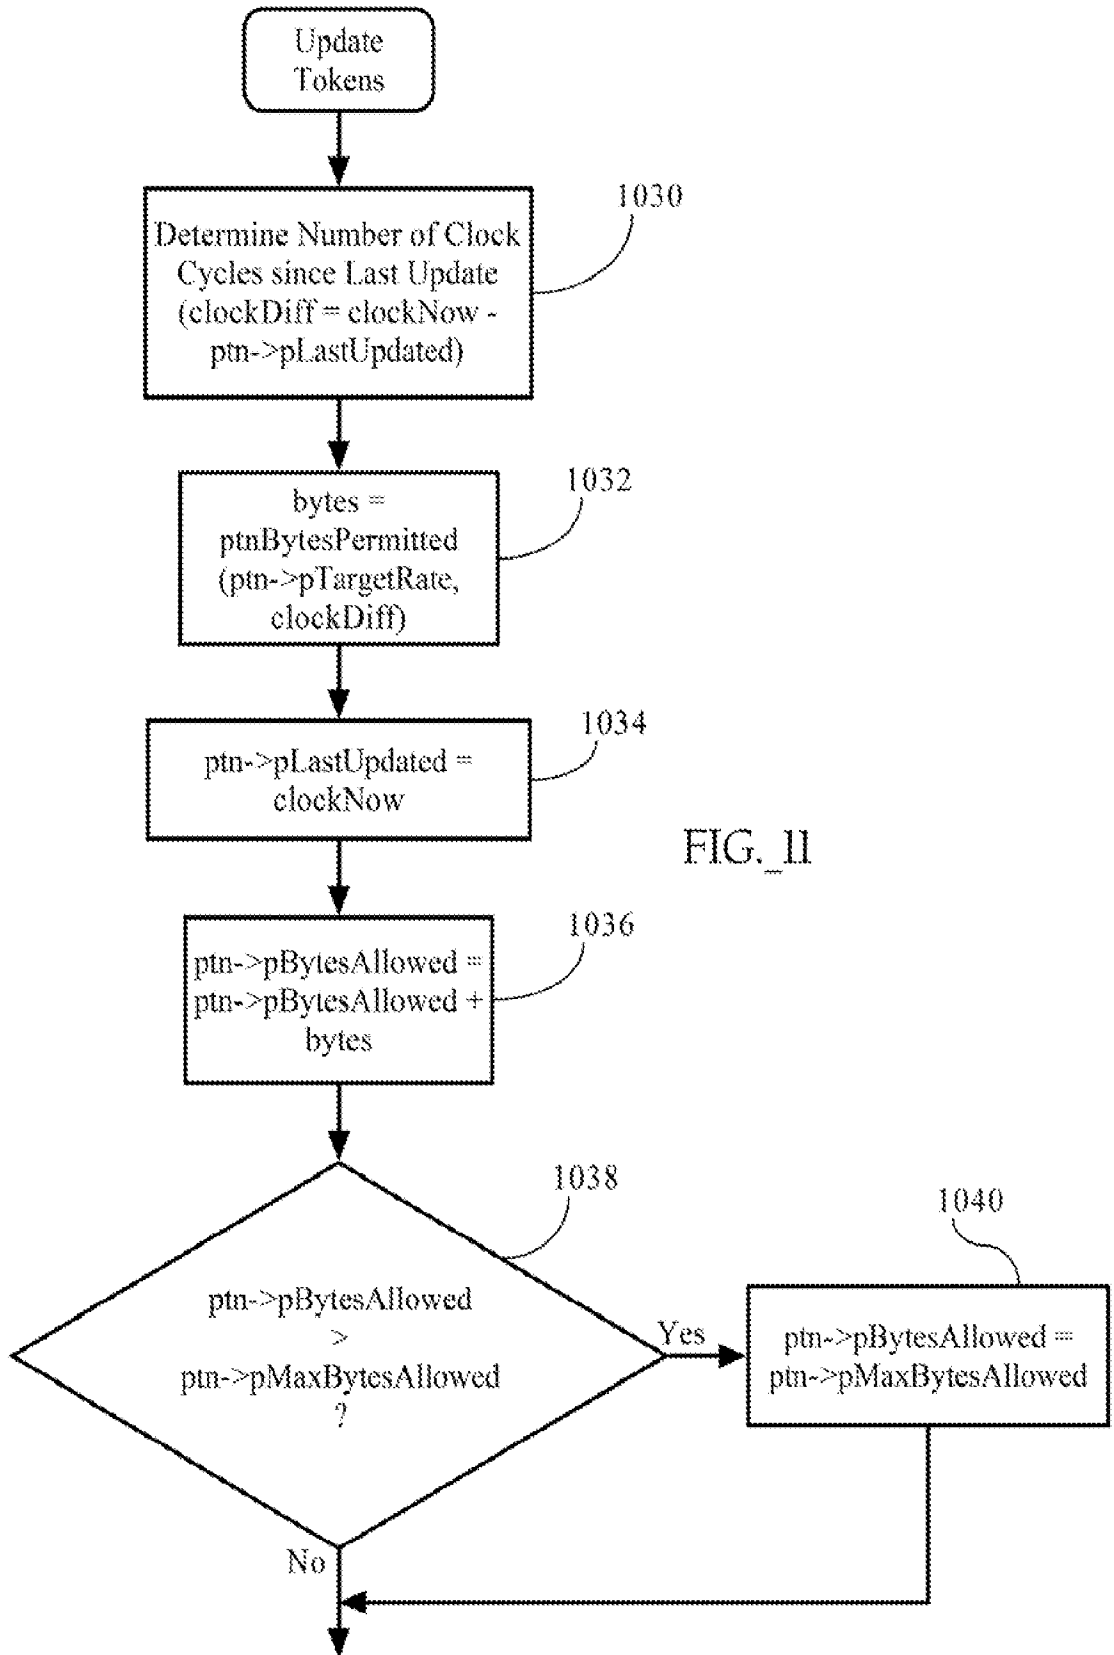 Update
Tokens
1030
Determine Number of Clock
Cycles since Last Update
(clockDiff = clockNow -
ptn->pLastUpdated)
1032
bytes =
ptnBytesPermitted
(ptn->pTargetRate,
clockDiff)
1034
ptn->pLastUpdated =
clockNow
FIG._11
1036
ptn->pBytesAllowed =
ptn->pBytesAllowed +
bytes
1038
ptn->pBytesAllowed
>
ptn->pMaxBytesAllowed
?
Yes
1040
ptn->pBytesAllowed =
ptn->pMaxBytesAllowed
No